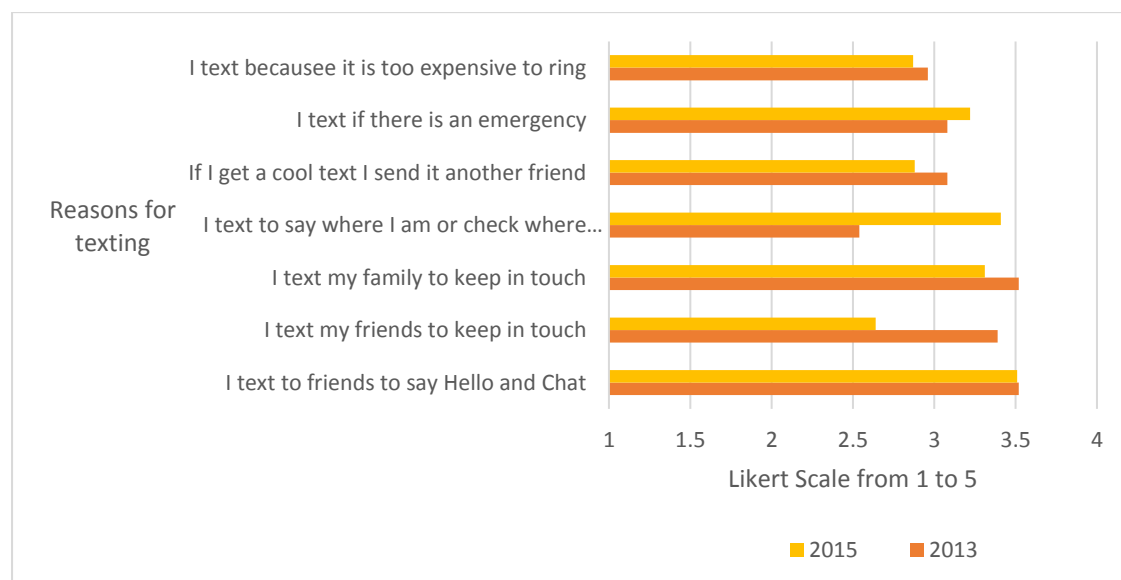 I text becausee it is too expensive to ring
I text if there is an emergency
If I get a cool text I send it another friend
I text to say where I am or check where...
I text my family to keep in touch
I text my friends to keep in touch
I text to friends to say Hello and Chat
Reasons for
texting
1 1.5 2 2.5 3 3.5 4
Likert Scale from 1 to 5
2015 2013